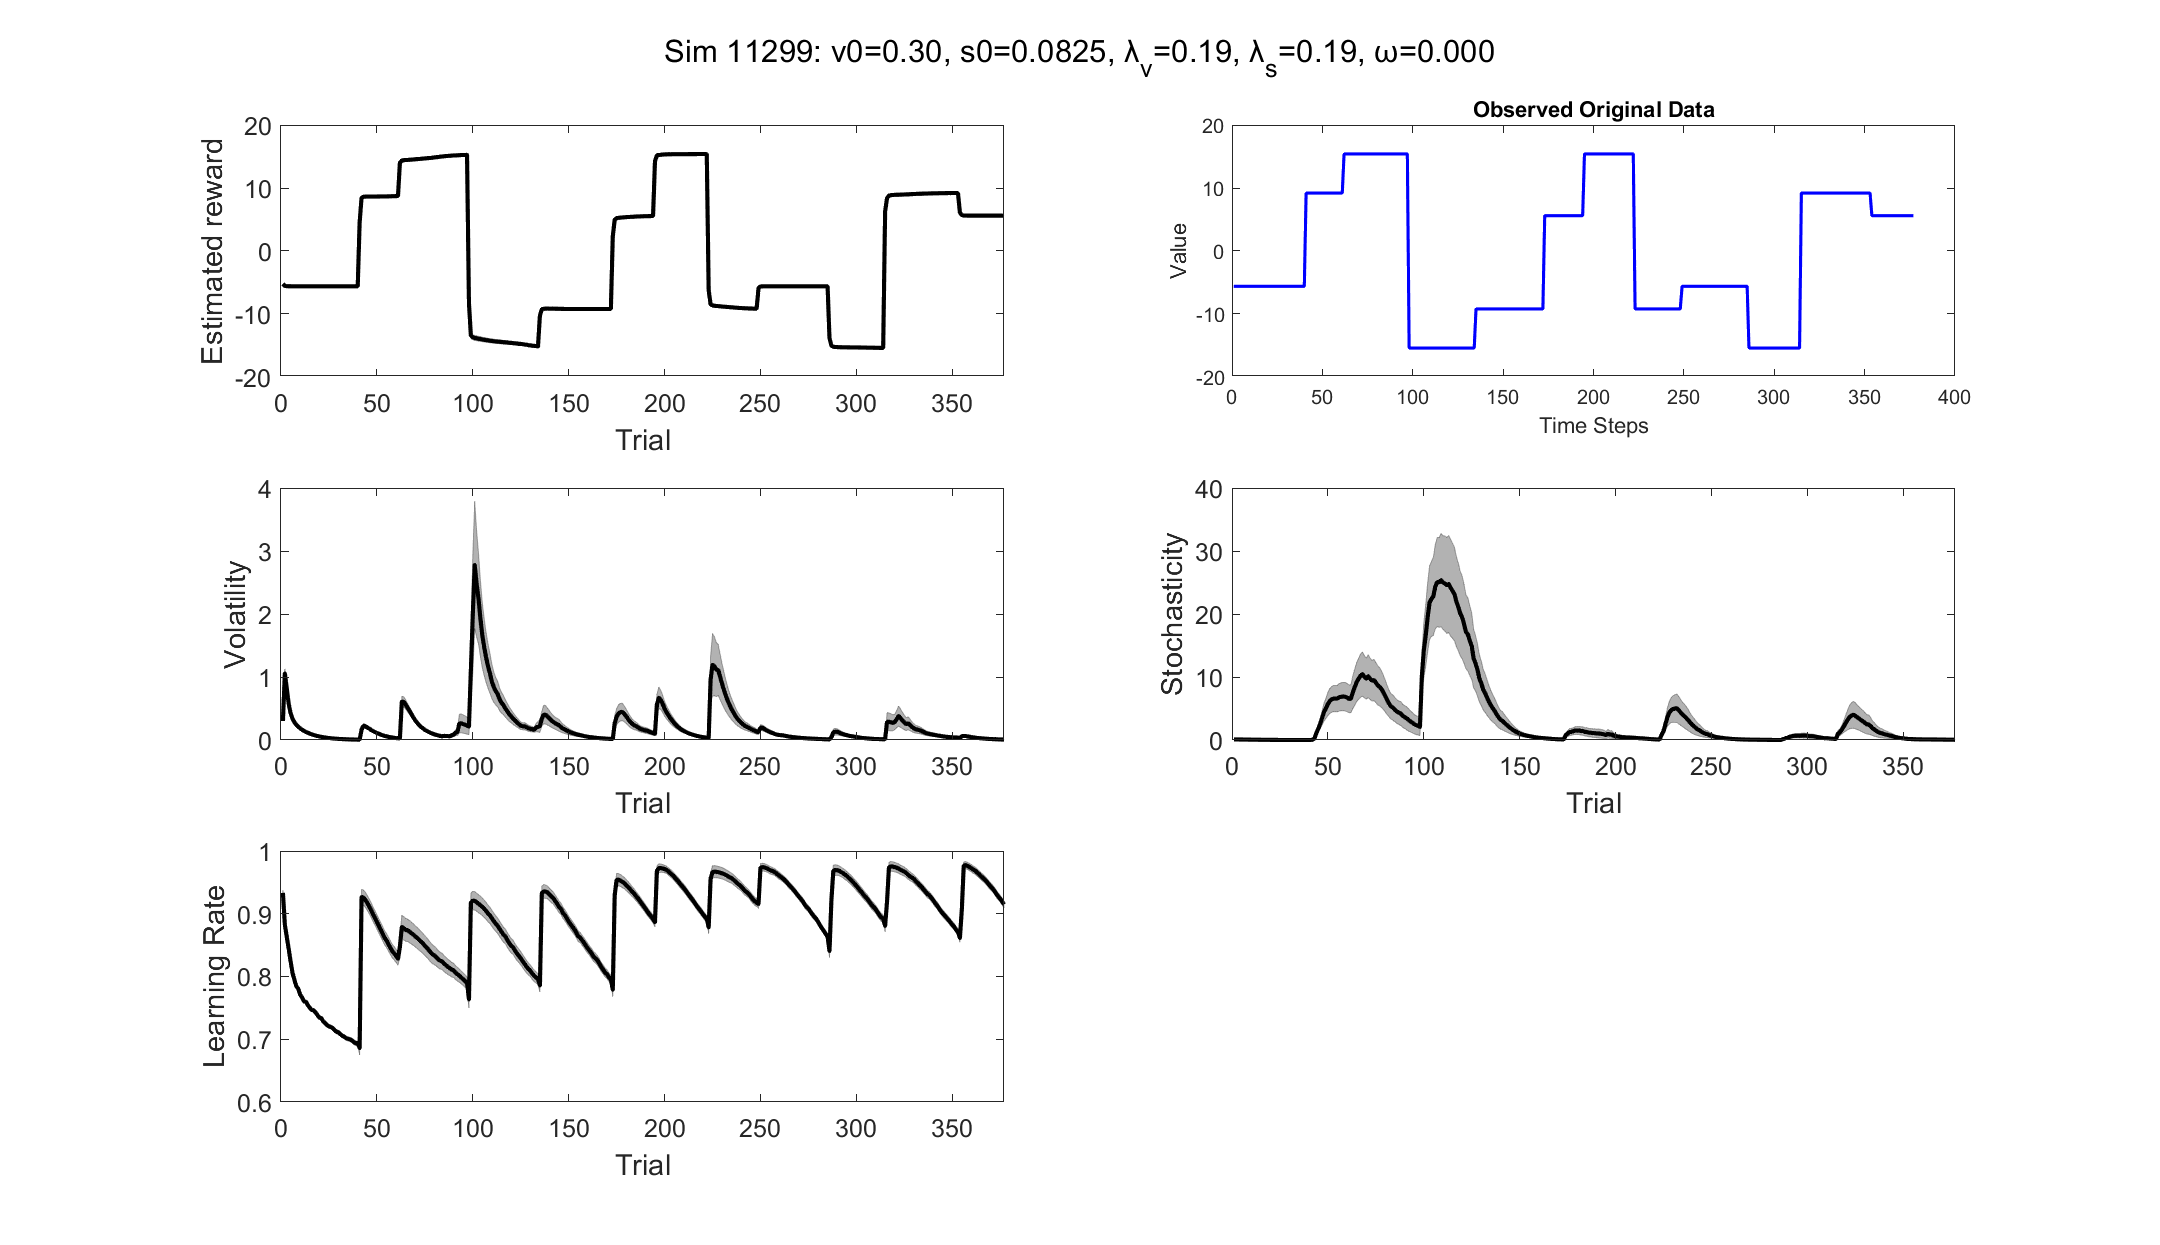 Sim 11299: v0=0.30, s0=0.0825, λv=0.19, λs=0.19, ω=0.000
Estimated reward
20
10
0
-10
-20
0 50 100 150 200 250 300 350
Trial
Observed Original Data
Value
20
10
0
-10
-20
0 50 100 150 200 250 300 350 400
Time Steps
Volatility
4
3
2
1
0
0 50 100 150 200 250 300 350
Trial
Stochasticity
40
30
20
10
0
0 50 100 150 200 250 300 350
Trial
Learning Rate
1
0.9
0.8
0.7
0.6
0 50 100 150 200 250 300 350
Trial